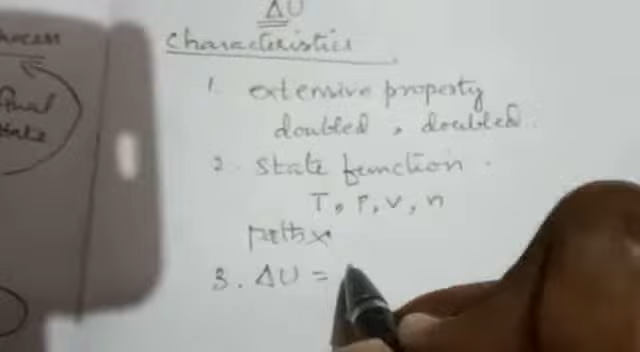 ΔU
Characteristics
1. extensive property
doubled, doubled.
2. state function.
T, P, V, n
path x
3. ΔU =